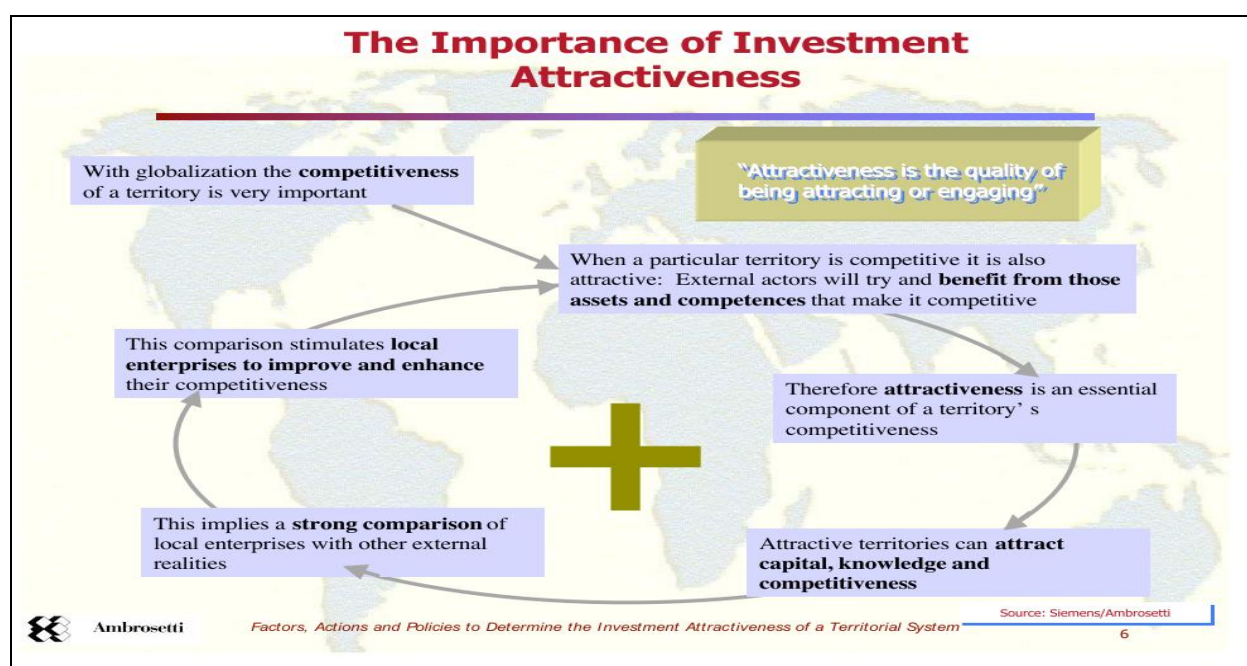 The Importance of Investment
Attractiveness
With globalization the competitiveness
of a territory is very important
“Attractiveness is the quality of
being attracting or engaging”
When a particular territory is competitive it is also
attractive: External actors will try and benefit from those
assets and competences that make it competitive
This comparison stimulates local
enterprises to improve and enhance
their competitiveness
Therefore attractiveness is an essential
component of a territory’ s
competitiveness
This implies a strong comparison of
local enterprises with other external
realities
Attractive territories can attract
capital, knowledge and
competitiveness
Source: Siemens/Ambrosetti
Ambrosetti
Factors, Actions and Policies to Determine the Investment Attractiveness of a Territorial System
6